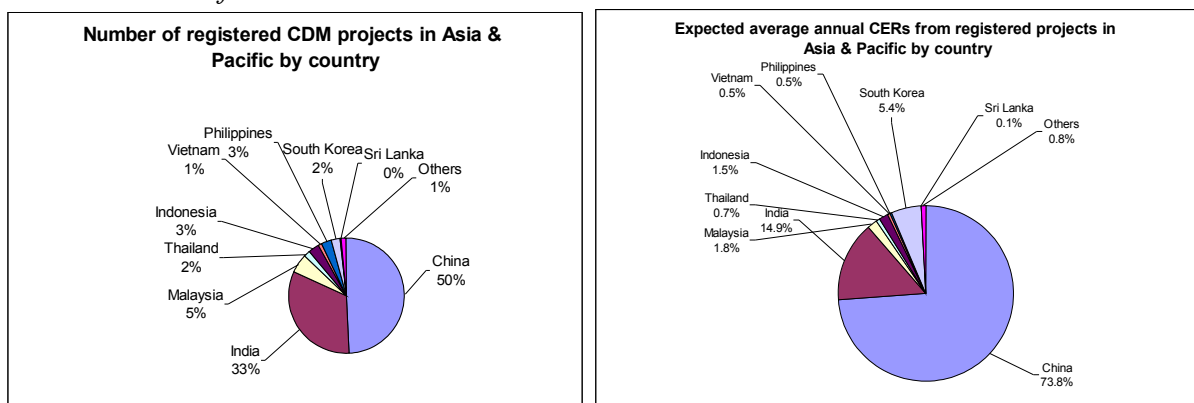 Number of registered CDM projects in Asia &
Pacific by country
Philippines
3%
Vietnam
1%
South Korea
2%
Sri Lanka
0%
Others
1%
Indonesia
3%
Thailand
2%
Malaysia
5%
China
50%
India
33%
Expected average annual CERs from registered projects in
Asia & Pacific by country
Philippines
0.5%
Vietnam
0.5%
South Korea
5.4%
Sri Lanka
0.1%
Others
0.8%
Indonesia
1.5%
Thailand
0.7%
India
14.9%
Malaysia
1.8%
China
73.8%